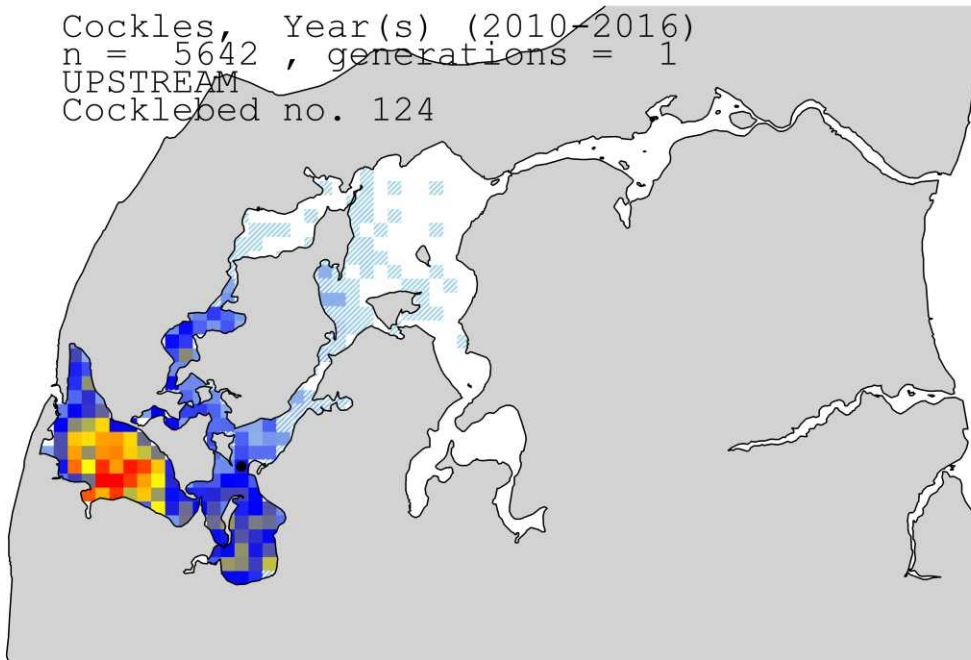 Cockles, Year(s) (2010-2016)
n = 5642 , generations = 1
UPSTREAM
Cocklebed no. 124